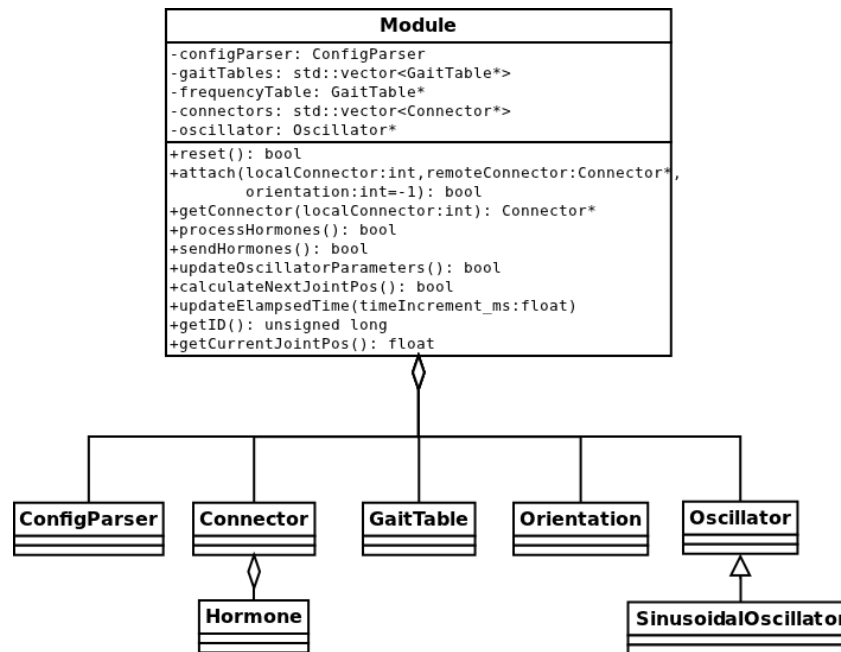 Module
-configParser: ConfigParser
-gaitTables: std::vector<GaitTable*>
-frequencyTable: GaitTable*
-connectors: std::vector<Connector*>
-oscillator: Oscillator*
+reset(): bool
+attach(localConnector:int,remoteConnector:Connector*,
orientation:int=-1): bool
+getConnector(localConnector:int): Connector*
+processHormones(): bool
+sendHormones(): bool
+updateOscillatorParameters(): bool
+calculateNextJointPos(): bool
+updateElampsedTime(timeIncrement_ms:float)
+getID(): unsigned long
+getCurrentJointPos(): float
ConfigParser
Connector
GaitTable
Orientation
Oscillator
Hormone
SinusoidalOscillator